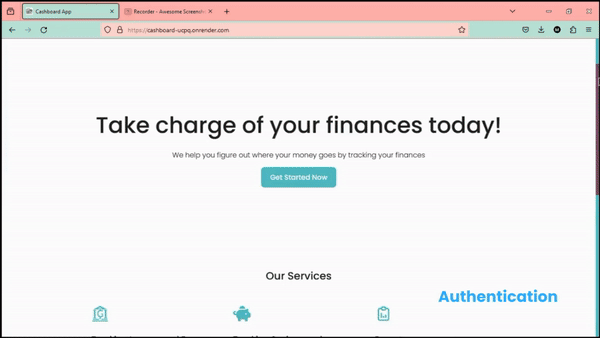 Cashboard App
Recorder - Awesome Screensh
https://cashboard-ucpq.onrender.com
Take charge of your finances today!
We help you figure out where your money goes by tracking your finances
Get Started Now
Our Services
Authentication